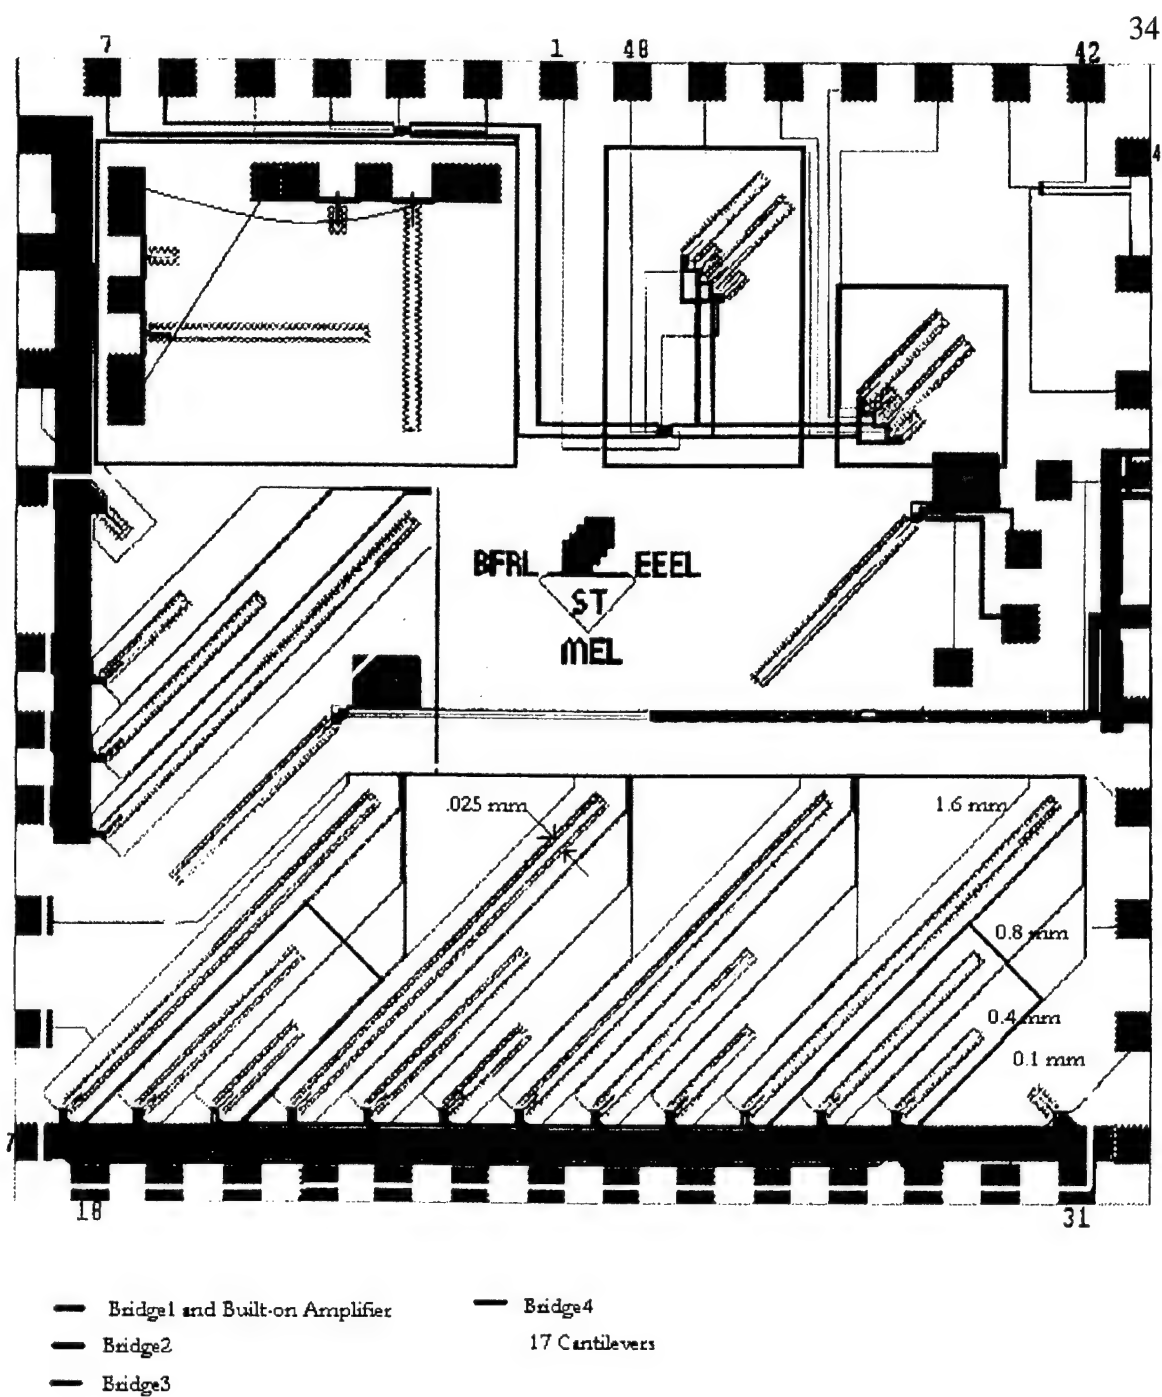 34
7
1
48
42
4
BFRL
EEEL
ST
MEL
.025 mm
1.6 mm
0.8 mm
0.4 mm
0.1 mm
7
18
31
Bridge1 and Built-on Amplifier
Bridge4
Bridge2
17 Cantilevers
Bridge3